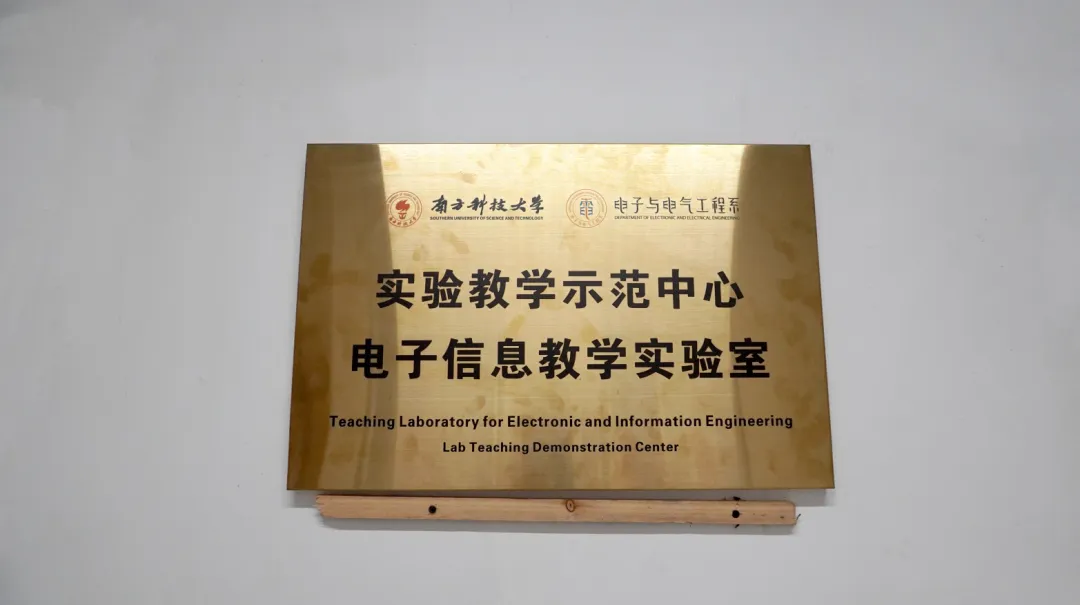 南方科技大学 电子与电气工程系
SOUTHERN UNIVERSITY OF SCIENCE AND TECHNOLOGY DEPARTMENT OF ELECTRONIC AND ELECTRICAL ENGINEERING
实验教学示范中心
电子信息教学实验室
Teaching Laboratory for Electronic and Information Engineering
Lab Teaching Demonstration Center